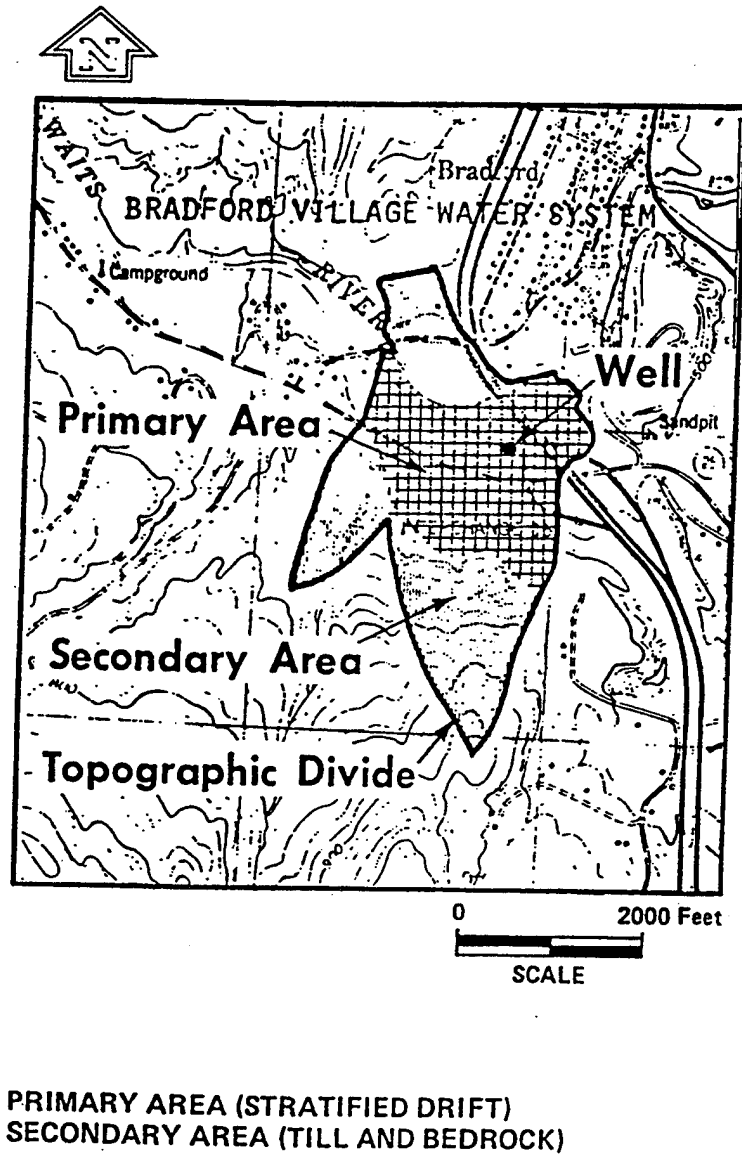 N
WAITS
Bradford
BRADFORD VILLAGE WATER SYSTEM
Campground
RIVER
Well
500
Primary Area
Sandpit
Secondary Area
Topographic Divide
0 2000 Feet
SCALE
PRIMARY AREA (STRATIFIED DRIFT)
SECONDARY AREA (TILL AND BEDROCK)